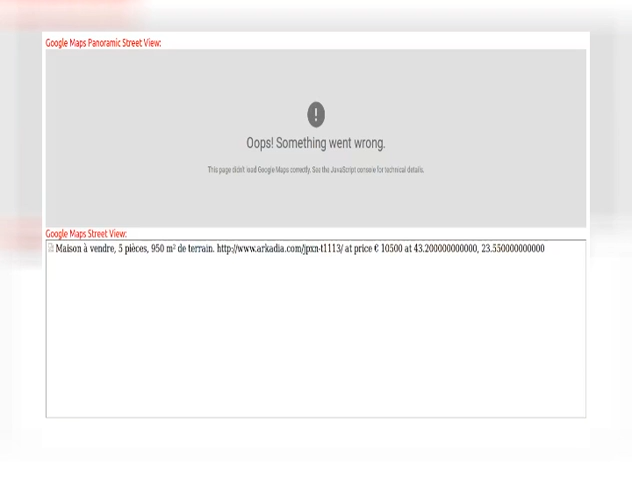 Google Maps Panoramic Street View:
Oops! Something went wrong.
This page didn't load Google Maps correctly. See the JavaScript console for technical details.
Google Maps Street View:
Maison à vendre, 5 pièces, 950 m² de terrain. http://www.arkadia.com/jpxn-t1113/ at price € 10500 at 43.200000000000, 23.550000000000